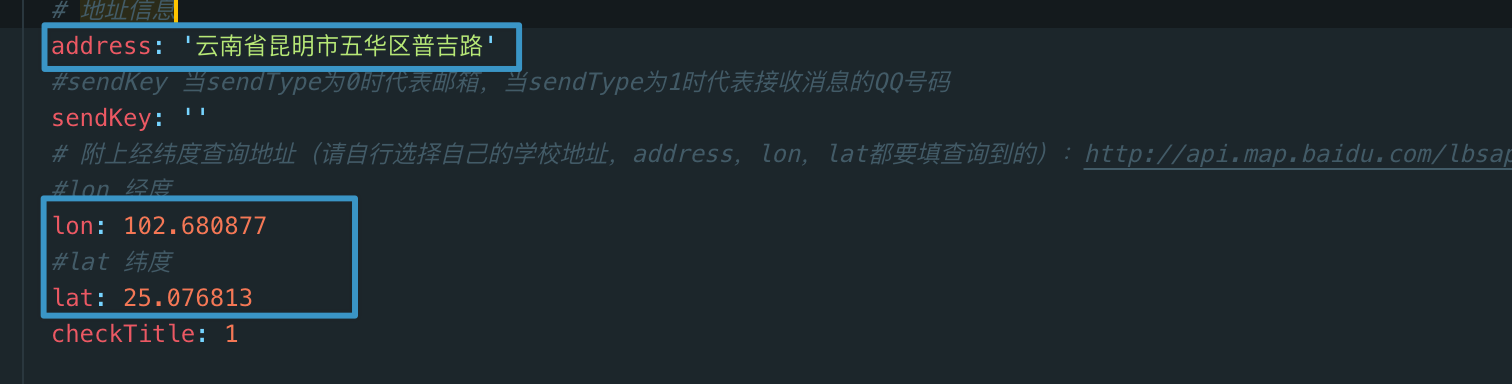 # 地址信息
address: '云南省昆明市五华区普吉路'
#sendKey 当sendType为0时代表邮箱，当sendType为1时代表接收消息的QQ号码
sendKey: ''
# 附上经纬度查询地址（请自行选择自己的学校地址，address，lon，lat都要填查询到的）：http://api.map.baidu.com/lbsap
#lon 经度
lon: 102.680877
#lat 纬度
lat: 25.076813
checkTitle: 1